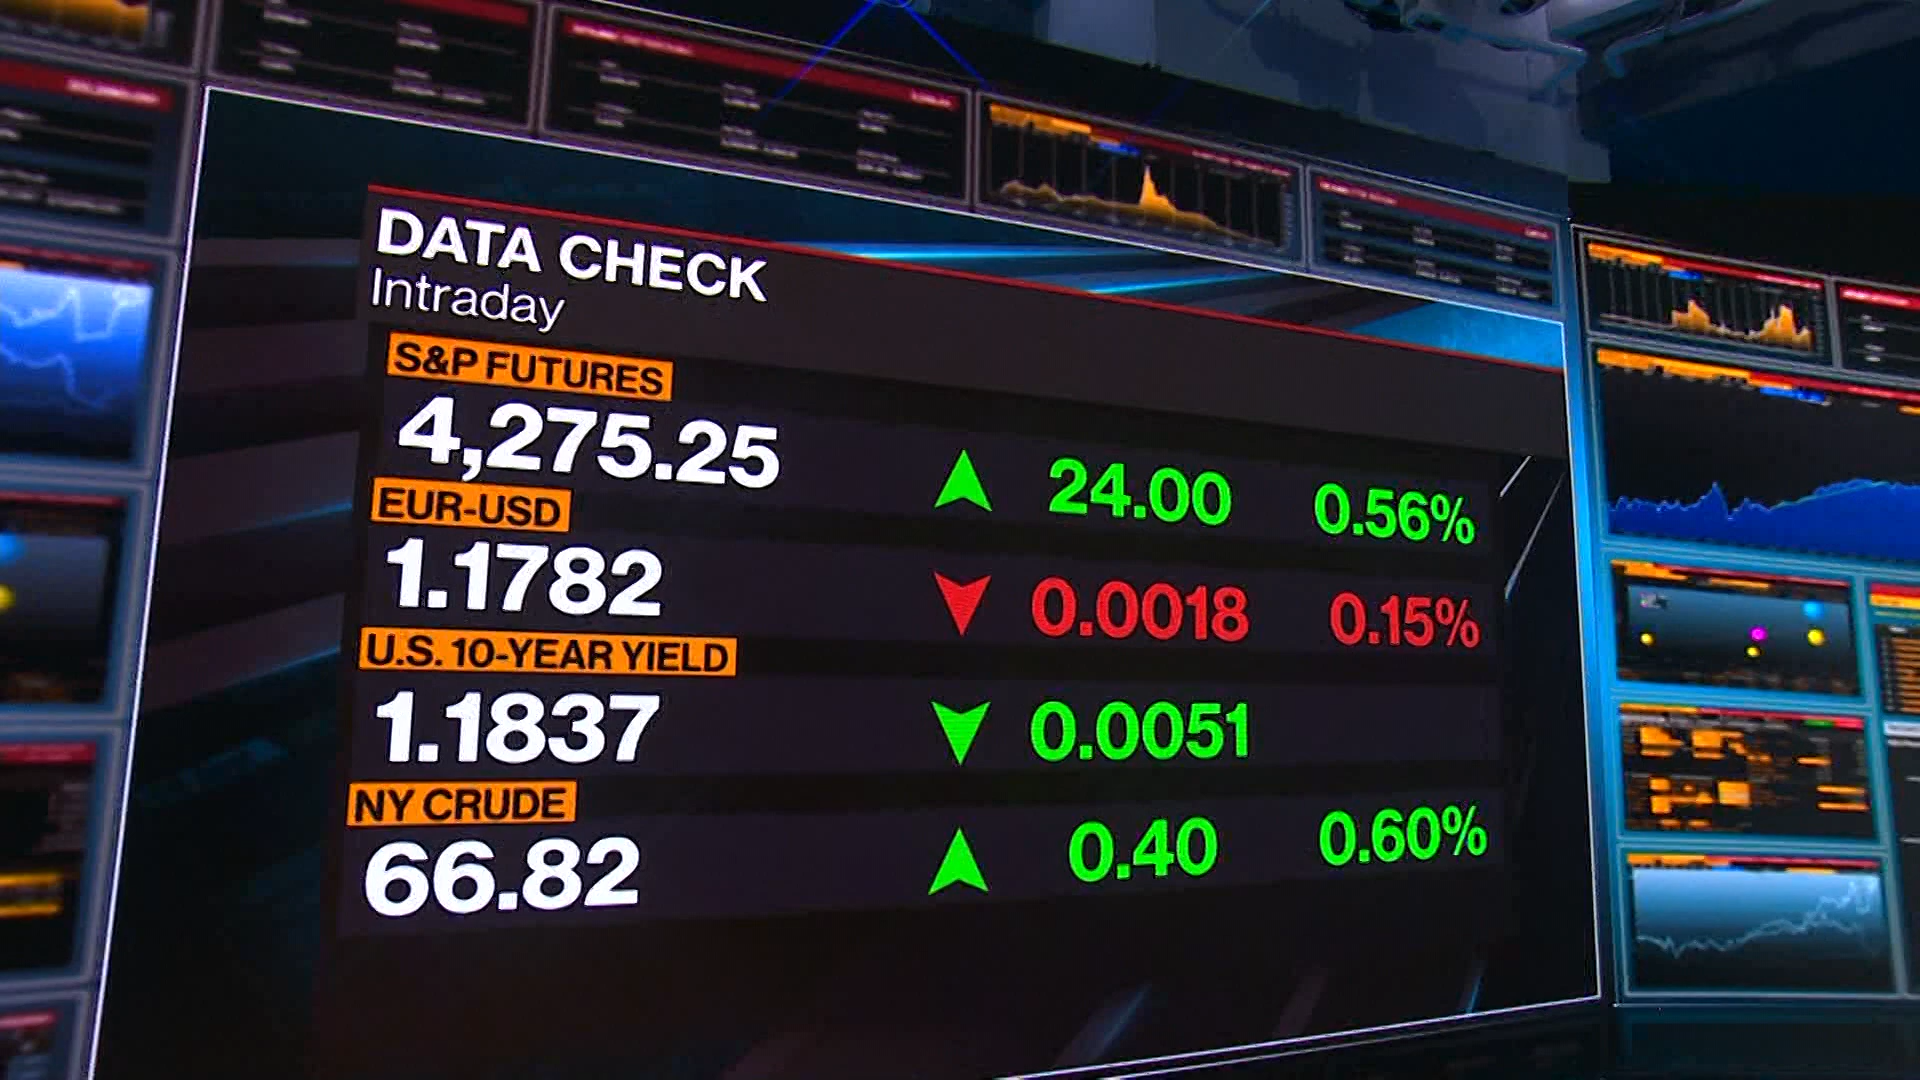 DATA CHECK
Intraday
S&P FUTURES
4,275.25 24.00 0.56%
EUR-USD
1.1782 0.0018 0.15%
U.S. 10-YEAR YIELD
1.1837 0.0051
NY CRUDE
66.82 0.40 0.60%